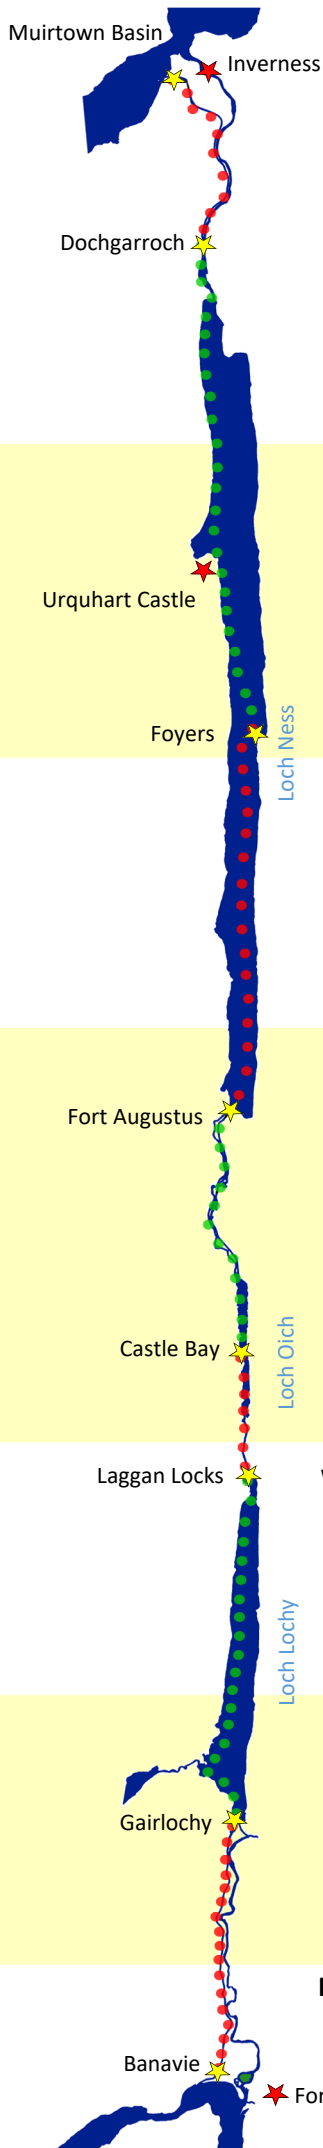 Muirtown Basin
Inverness
Dochgarroch
Urquhart Castle
Foyers
Loch Ness
Fort Augustus
Castle Bay
Loch Oich
Laggan Locks
Loch Lochy
Gairlochy
Banavie
For